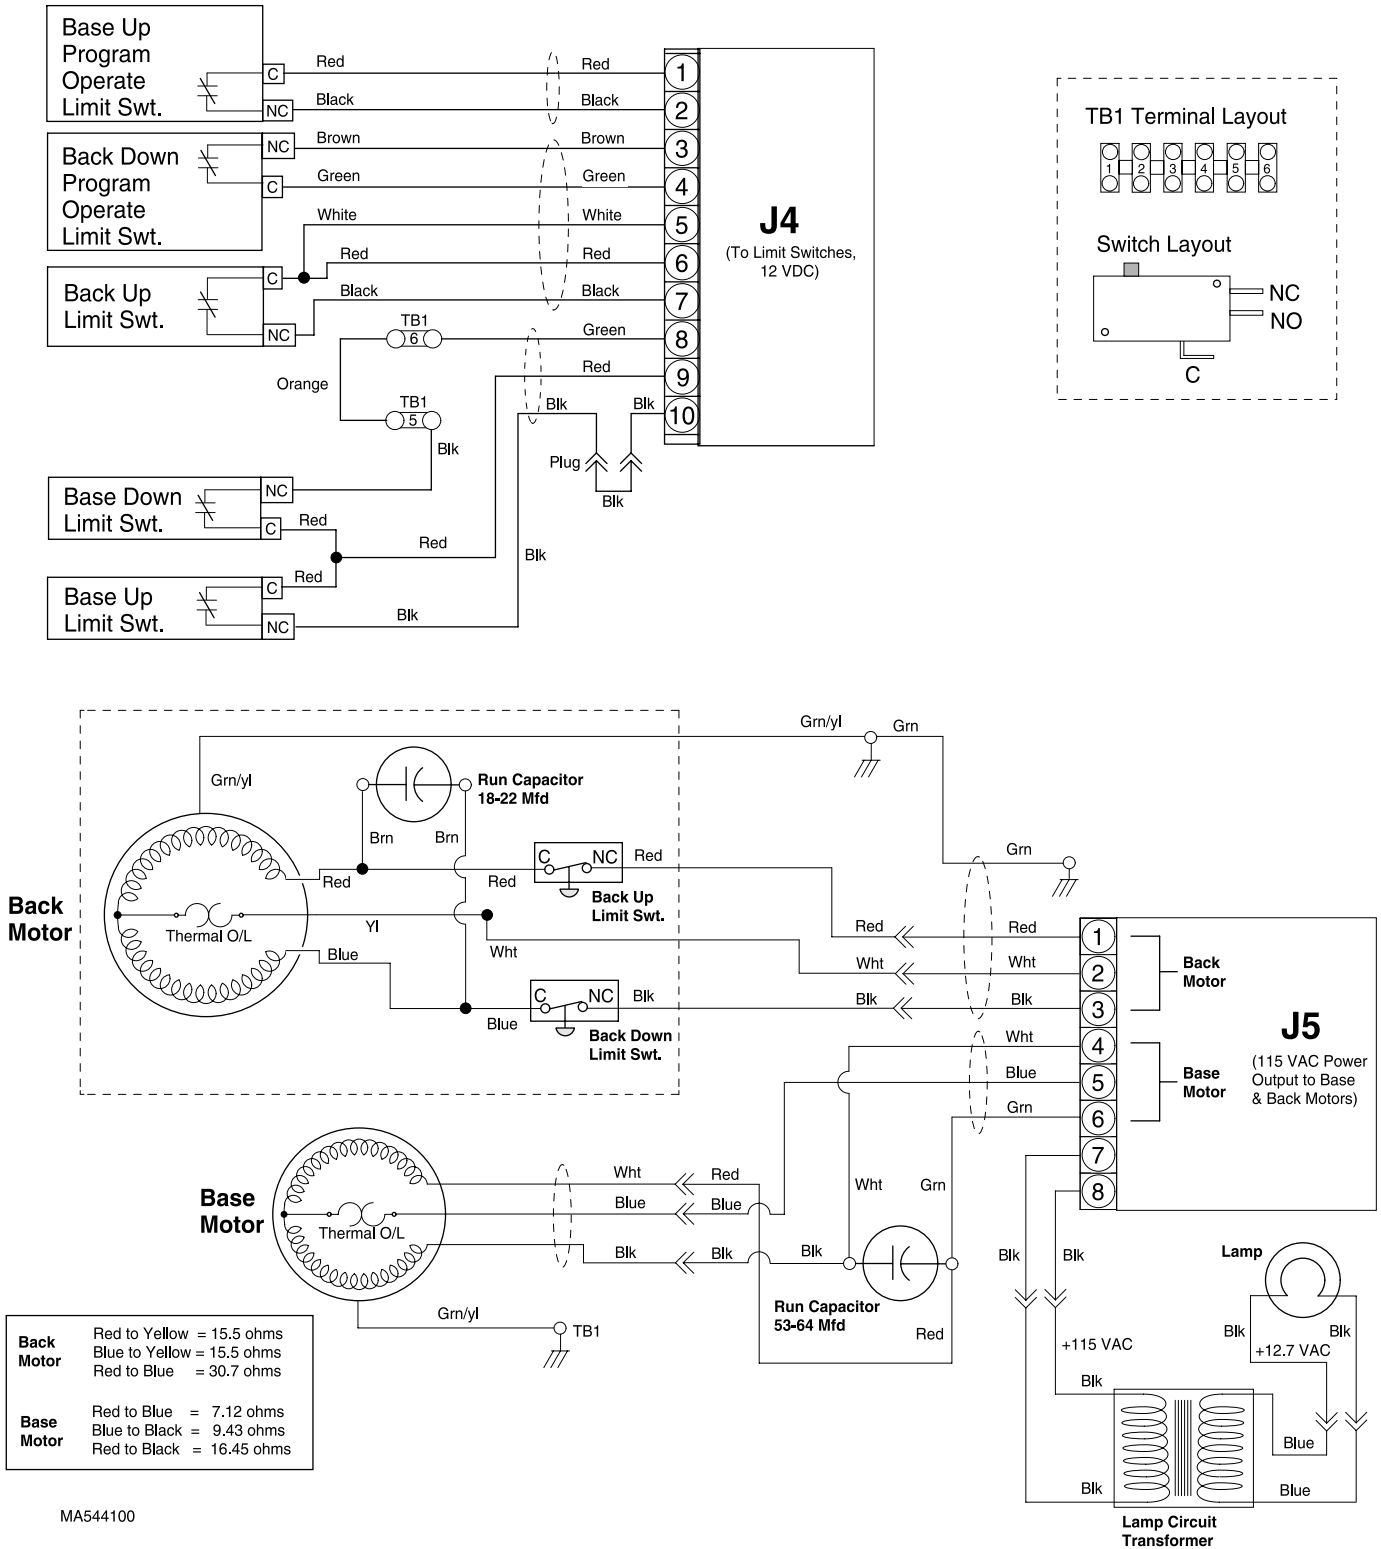 Base Up
Program
Operate
Limit Swt.
C
NC
Red
Black
Red
Black
1
2
Back Down
Program
Operate
Limit Swt.
NC
C
Brown
Green
Brown
Green
3
4
White
White
5
Back Up
Limit Swt.
C
NC
Red
Black
Red
Black
6
7
TB1
6
Green
8
Orange
Red
9
TB1
5
Blk
Blk
Blk
10
Plug
Blk
J4
(To Limit Switches,
12 VDC)
TB1 Terminal Layout
1 2 3 4 5 6
Switch Layout
NC
NO
C
Base Down
Limit Swt.
NC
C
Red
Red
Blk
Base Up
Limit Swt.
C
NC
Red
Blk
Grn/yl
Grn
Grn/yl
Run Capacitor
18-22 Mfd
Brn
Brn
Grn
Back
Motor
Thermal O/L
Red
Red
C
NC
Red
Back Up
Limit Swt.
Yl
Wht
Blue
Blue
C
NC
Blk
Back Down
Limit Swt.
Red
Red
1
Wht
Wht
2
Blk
Blk
3
Back
Motor
Wht
4
Blue
5
Grn
6
Base
Motor
7
8
J5
(115 VAC Power
Output to Base
& Back Motors)
Base
Motor
Thermal O/L
Wht
Red
Blue
Blue
Blk
Blk
Blk
Wht
Grn
Run Capacitor
53-64 Mfd
Red
Grn/yl
TB1
Blk
Blk
+115 VAC
Lamp
Blk
Blk
+12.7 VAC
Blk
Blue
Blk
Blue
Lamp Circuit
Transformer
Back
Motor
Red to Yellow = 15.5 ohms
Blue to Yellow = 15.5 ohms
Red to Blue = 30.7 ohms
Base
Motor
Red to Blue = 7.12 ohms
Blue to Black = 9.43 ohms
Red to Black = 16.45 ohms
MA544100